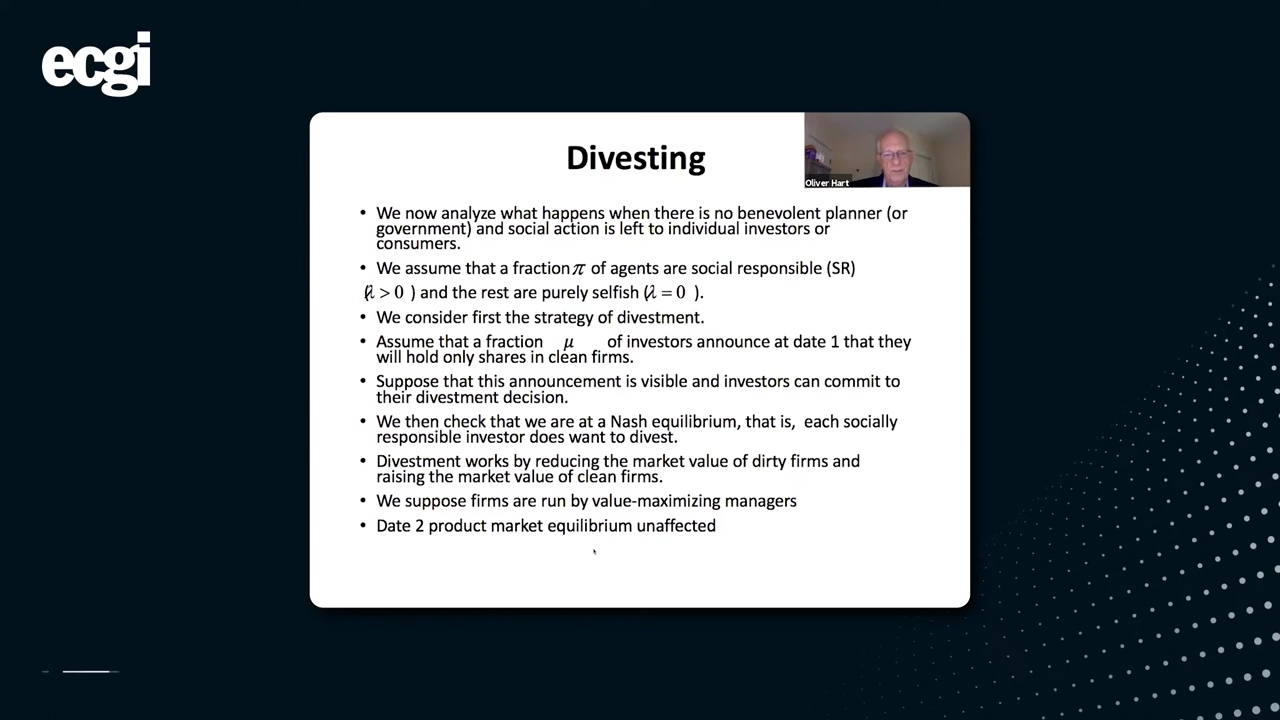 ecgi
Divesting
Oliver Hart
• We now analyze what happens when there is no benevolent planner (or
government) and social action is left to individual investors or
consumers.
• We assume that a fraction π of agents are social responsible (SR)
(λ > 0 ) and the rest are purely selfish (λ = 0 ).
• We consider first the strategy of divestment.
• Assume that a fraction μ of investors announce at date 1 that they
will hold only shares in clean firms.
• Suppose that this announcement is visible and investors can commit to
their divestment decision.
• We then check that we are at a Nash equilibrium, that is, each socially
responsible investor does want to divest.
• Divestment works by reducing the market value of dirty firms and
raising the market value of clean firms.
• We suppose firms are run by value-maximizing managers
• Date 2 product market equilibrium unaffected